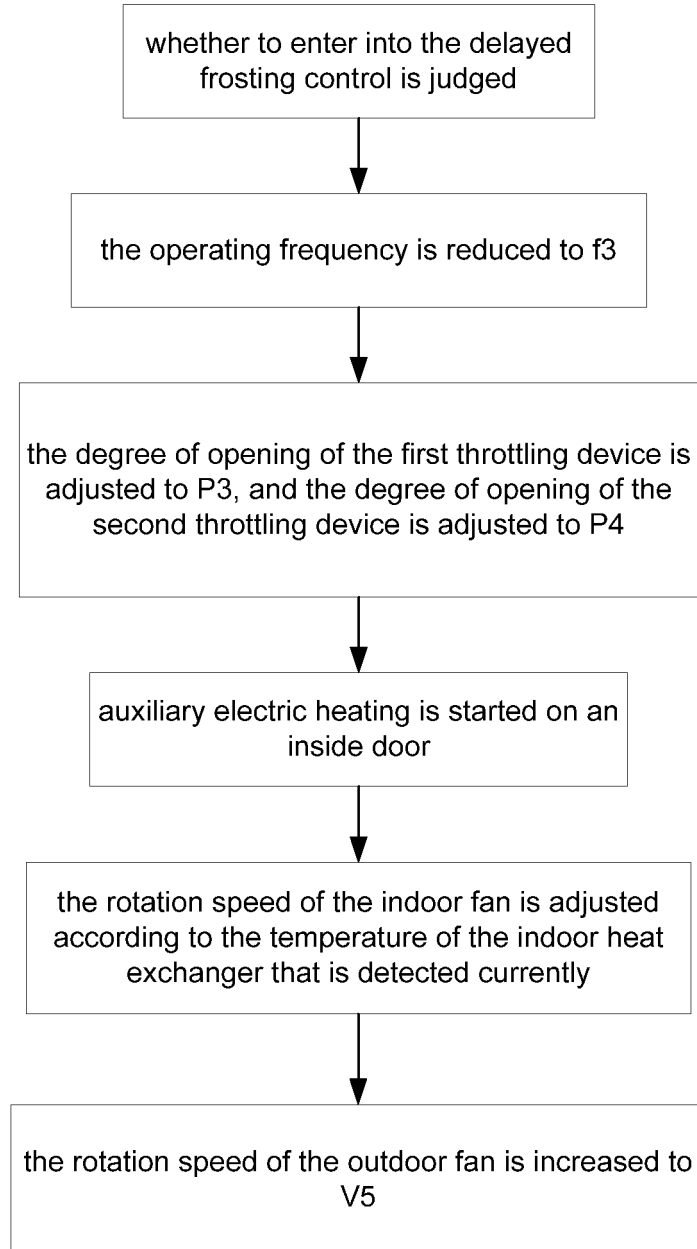 whether to enter into the delayed
frosting control is judged
the operating frequency is reduced to f3
the degree of opening of the first throttling device is
adjusted to P3, and the degree of opening of the
second throttling device is adjusted to P4
auxiliary electric heating is started on an
inside door
the rotation speed of the indoor fan is adjusted
according to the temperature of the indoor heat
exchanger that is detected currently
the rotation speed of the outdoor fan is increased to
V5